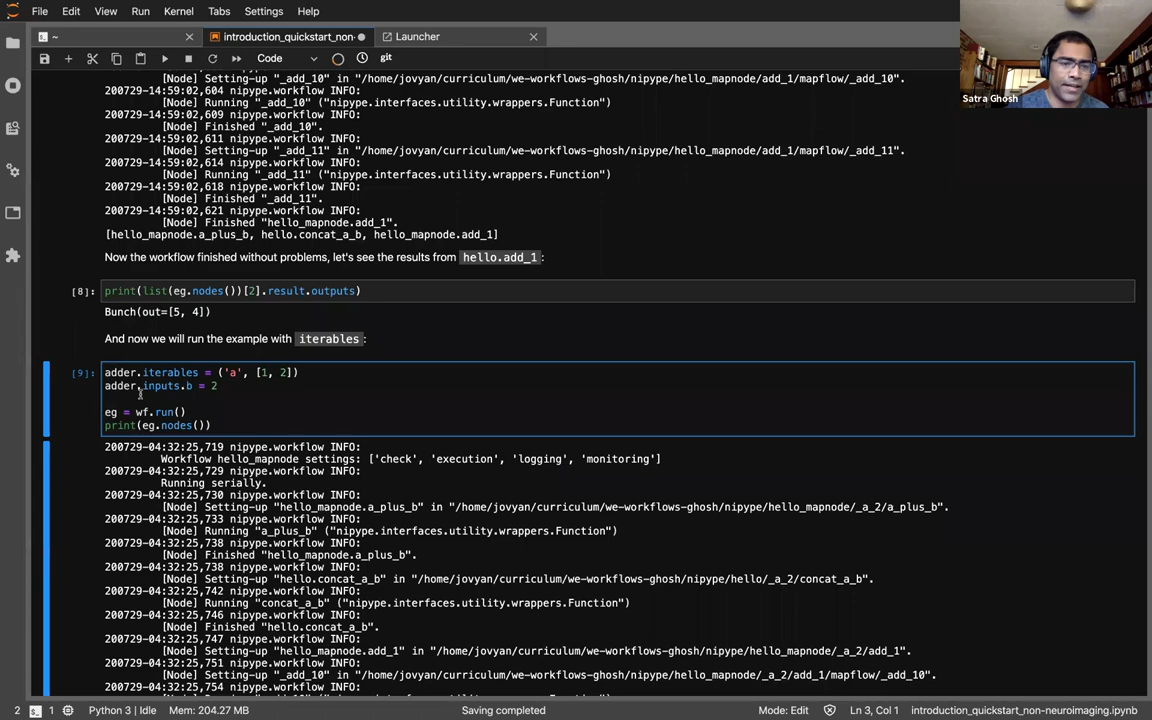 File Edit View Run Kernel Tabs Settings Help
~ introduction_quickstart_non- Launcher
Code git
[Node] Setting-up "_add_10" in "/home/jovyan/curriculum/we-workflows-ghosh/nipype/hello_mapnode/add_1/mapflow/_add_10".
200729-14:59:02,604 nipype.workflow INFO:
[Node] Running "_add_10" ("nipype.interfaces.utility.wrappers.Function")
200729-14:59:02,609 nipype.workflow INFO:
[Node] Finished "_add_10".
200729-14:59:02,611 nipype.workflow INFO:
[Node] Setting-up "_add_11" in "/home/jovyan/curriculum/we-workflows-ghosh/nipype/hello_mapnode/add_1/mapflow/_add_11".
200729-14:59:02,614 nipype.workflow INFO:
[Node] Running "_add_11" ("nipype.interfaces.utility.wrappers.Function")
200729-14:59:02,618 nipype.workflow INFO:
[Node] Finished "_add_11".
200729-14:59:02,621 nipype.workflow INFO:
[Node] Finished "hello_mapnode.add_1".
[hello_mapnode.a_plus_b, hello.concat_a_b, hello_mapnode.add_1]
Now the workflow finished without problems, let's see the results from hello.add_1:
[8]: print(list(eg.nodes())[2].result.outputs)
Bunch(out=[5, 4])
And now we will run the example with iterables:
[9]: adder.iterables = ('a', [1, 2])
adder.inputs.b = 2
eg = wf.run()
print(eg.nodes())
200729-04:32:25,719 nipype.workflow INFO:
Workflow hello_mapnode settings: ['check', 'execution', 'logging', 'monitoring']
200729-04:32:25,729 nipype.workflow INFO:
Running serially.
200729-04:32:25,730 nipype.workflow INFO:
[Node] Setting-up "hello_mapnode.a_plus_b" in "/home/jovyan/curriculum/we-workflows-ghosh/nipype/hello_mapnode/_a_2/a_plus_b".
200729-04:32:25,733 nipype.workflow INFO:
[Node] Running "a_plus_b" ("nipype.interfaces.utility.wrappers.Function")
200729-04:32:25,738 nipype.workflow INFO:
[Node] Finished "hello_mapnode.a_plus_b".
200729-04:32:25,738 nipype.workflow INFO:
[Node] Setting-up "hello.concat_a_b" in "/home/jovyan/curriculum/we-workflows-ghosh/nipype/hello/_a_2/concat_a_b".
200729-04:32:25,742 nipype.workflow INFO:
[Node] Running "concat_a_b" ("nipype.interfaces.utility.wrappers.Function")
200729-04:32:25,746 nipype.workflow INFO:
[Node] Finished "hello.concat_a_b".
200729-04:32:25,747 nipype.workflow INFO:
[Node] Setting-up "hello_mapnode.add_1" in "/home/jovyan/curriculum/we-workflows-ghosh/nipype/hello_mapnode/_a_2/add_1".
200729-04:32:25,751 nipype.workflow INFO:
[Node] Setting-up "_add_10" in "/home/jovyan/curriculum/we-workflows-ghosh/nipype/hello_mapnode/_a_2/add_1/mapflow/_add_10".
200729-04:32:25,754 nipype.workflow INFO:
Satra Ghosh
2 1 Python 3 | Idle Mem: 204.27 MB Saving completed Mode: Edit Ln 3, Col 1 introduction_quickstart_non-neuroimaging.ipynb